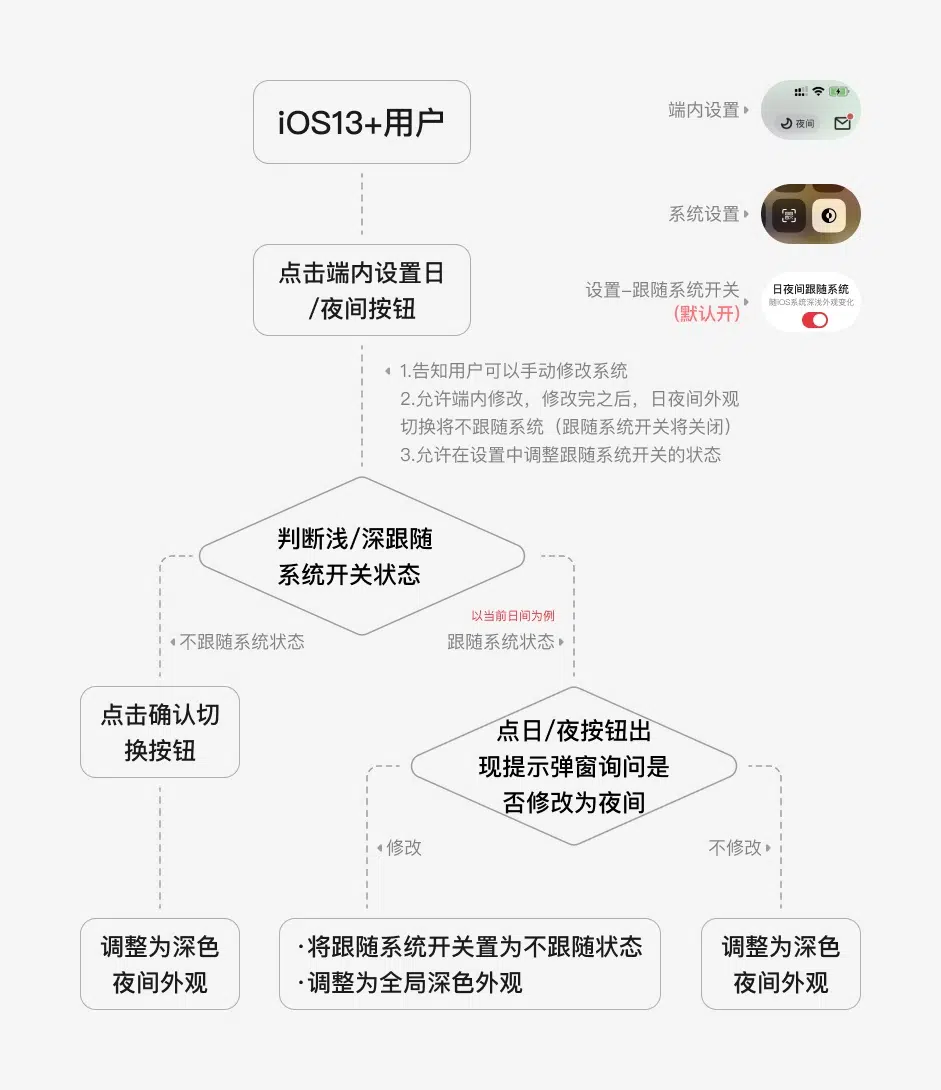 iOS13+用户
端内设置
夜间
系统设置
点击端内设置日
/夜间按钮
设置-跟随系统开关
(默认开)
日夜间跟随系统
随iOS系统深浅外观变化
1.告知用户可以手动修改系统
2.允许端内修改，修改完之后，日夜间外观
切换将不跟随系统（跟随系统开关将关闭）
3.允许在设置中调整跟随系统开关的状态
判断浅/深跟随
系统开关状态
以当前日间为例
不跟随系统状态
跟随系统状态
点击确认切
换按钮
点日/夜按钮出
现提示弹窗询问是
否修改为夜间
修改
不修改
调整为深色
夜间外观
·将跟随系统开关置为不跟随状态
·调整为全局深色外观
调整为深色
夜间外观